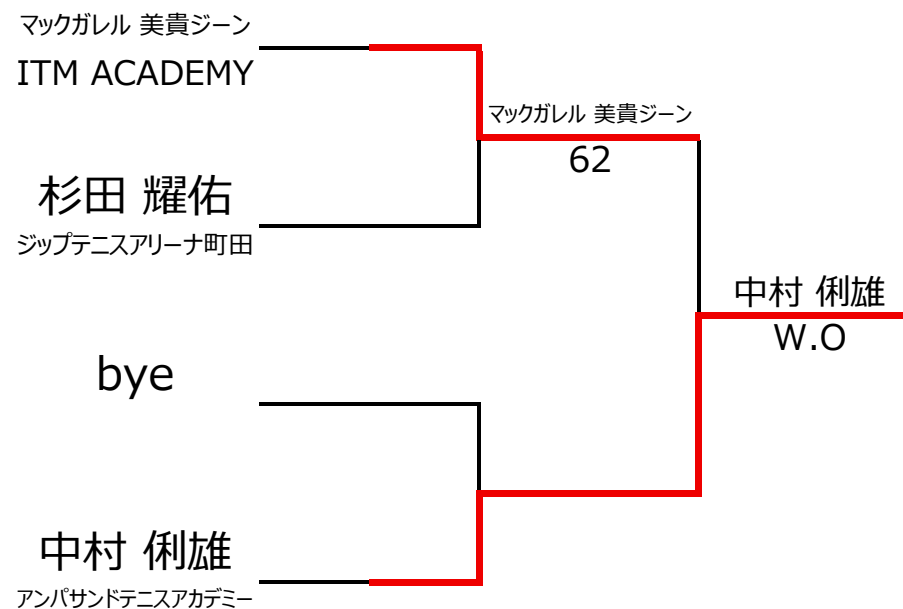 マックガレル 美貴ジーン
ITM ACADEMY
マックガレル 美貴ジーン
62
杉田 耀佑
ジップテニスアリーナ町田
中村 俐雄
W.O
bye
中村 俐雄
アンパサンドテニスアカデミー